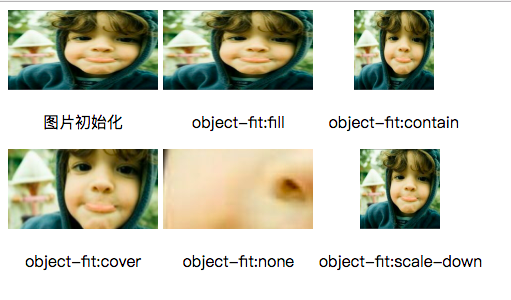 图片初始化
object-fit:fill
object-fit:contain
object-fit:cover
object-fit:none
object-fit:scale-down